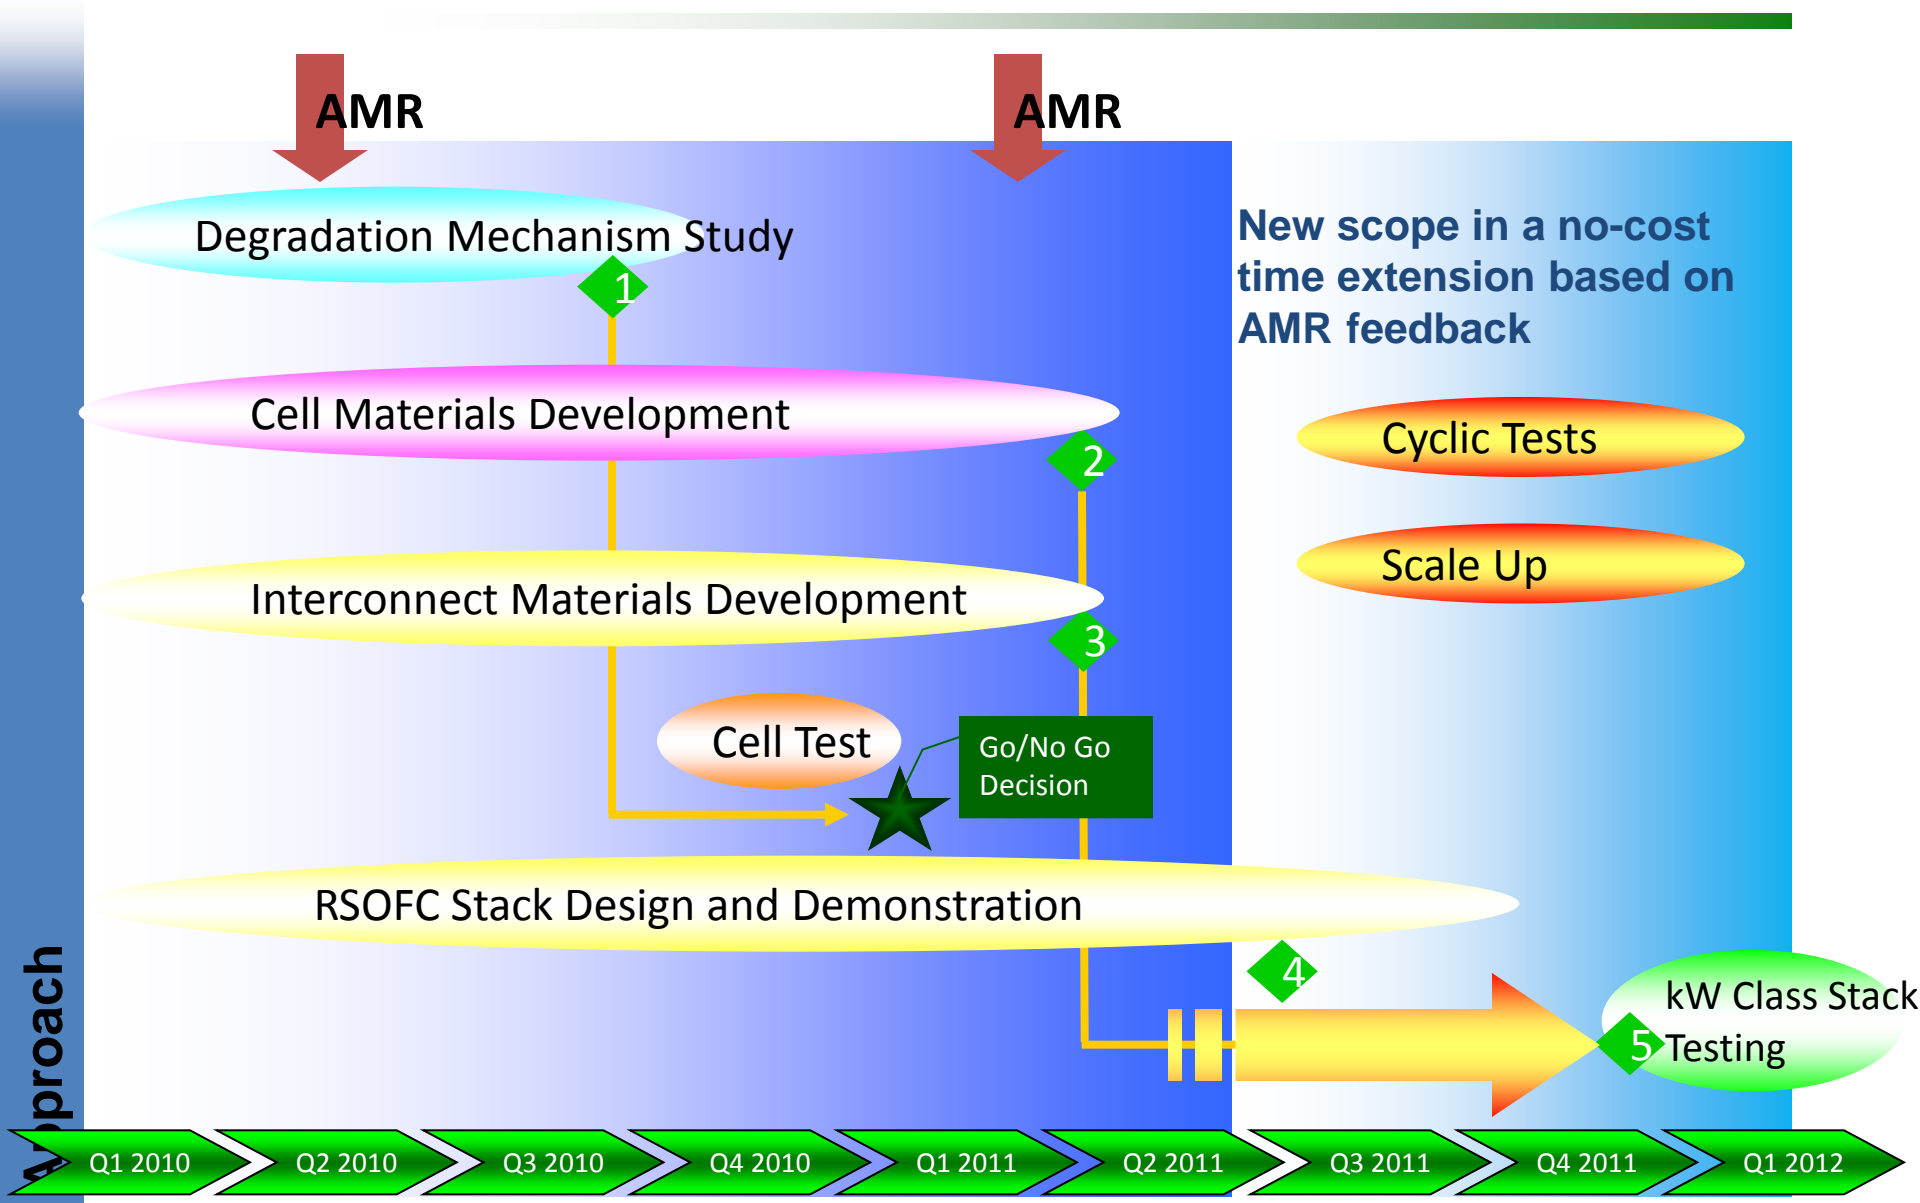 AMR
AMR
Degradation Mechanism Study
1
New scope in a no-cost
time extension based on
AMR feedback
Cell Materials Development
2
Cyclic Tests
Scale Up
Interconnect Materials Development
3
Cell Test
Go/No Go
Decision
RSOFC Stack Design and Demonstration
4
kW Class Stack
Testing
5
Approach
Q1 2010
Q2 2010
Q3 2010
Q4 2010
Q1 2011
Q2 2011
Q3 2011
Q4 2011
Q1 2012